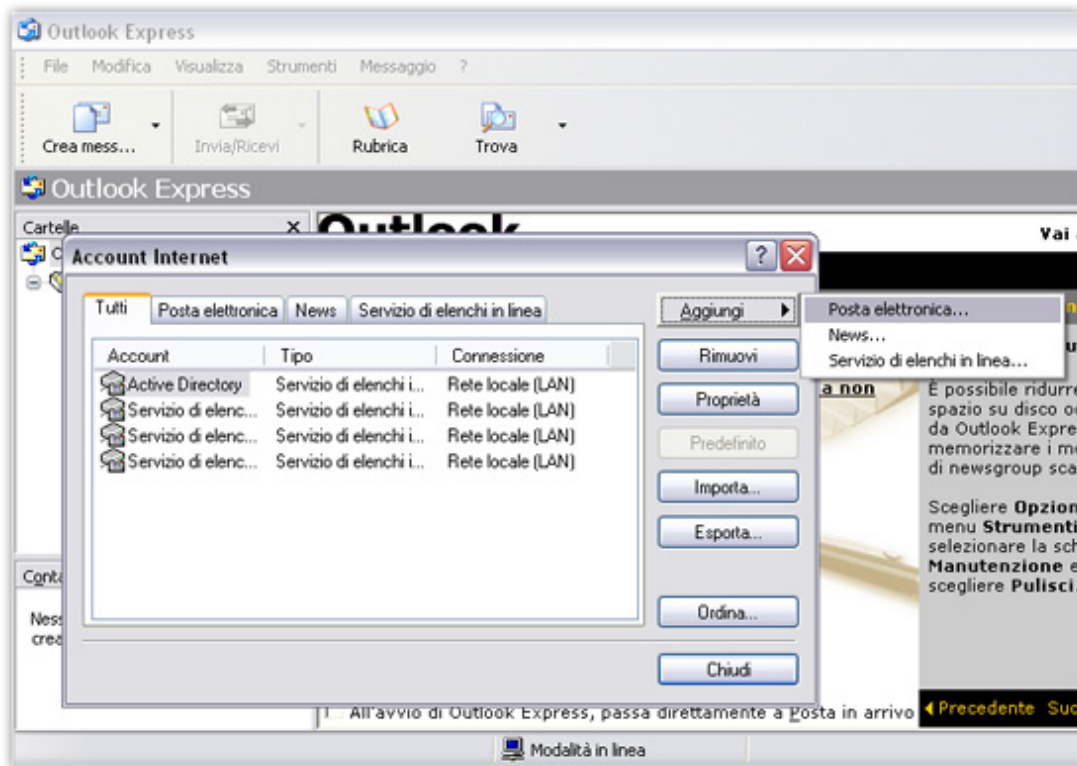 Outlook Express
File Modifica Visualizza Strumenti Messaggio ?
Crea mess... Invia/Ricevi Rubrica Trova
Outlook Express
Cartelle
Outlook
Vai
Account Internet
Tutti Posta elettronica News Servizio di elenchi in linea
Account Tipo Connessione
Active Directory Servizio di elenchi i... Rete locale (LAN)
Servizio di elenc... Servizio di elenchi i... Rete locale (LAN)
Servizio di elenc... Servizio di elenchi i... Rete locale (LAN)
Servizio di elenc... Servizio di elenchi i... Rete locale (LAN)
Aggiungi
Rimuovi
Proprietà
Predefinito
Importa...
Esporta...
Ordina...
Chiudi
Posta elettronica...
News...
Servizio di elenchi in linea...
a non
È possibile ridurre
spazio su disco
da Outlook Expre
memorizzare i
di newsgroup
Scegliere Opzion
menu Strumenti
selezionare la
Manutenzione e
scegliere Pulisci.
Conta
Ness
crea
All'avvio di Outlook Express, passa direttamente a Posta in arrivo
Precedente Suc
Modalità in linea